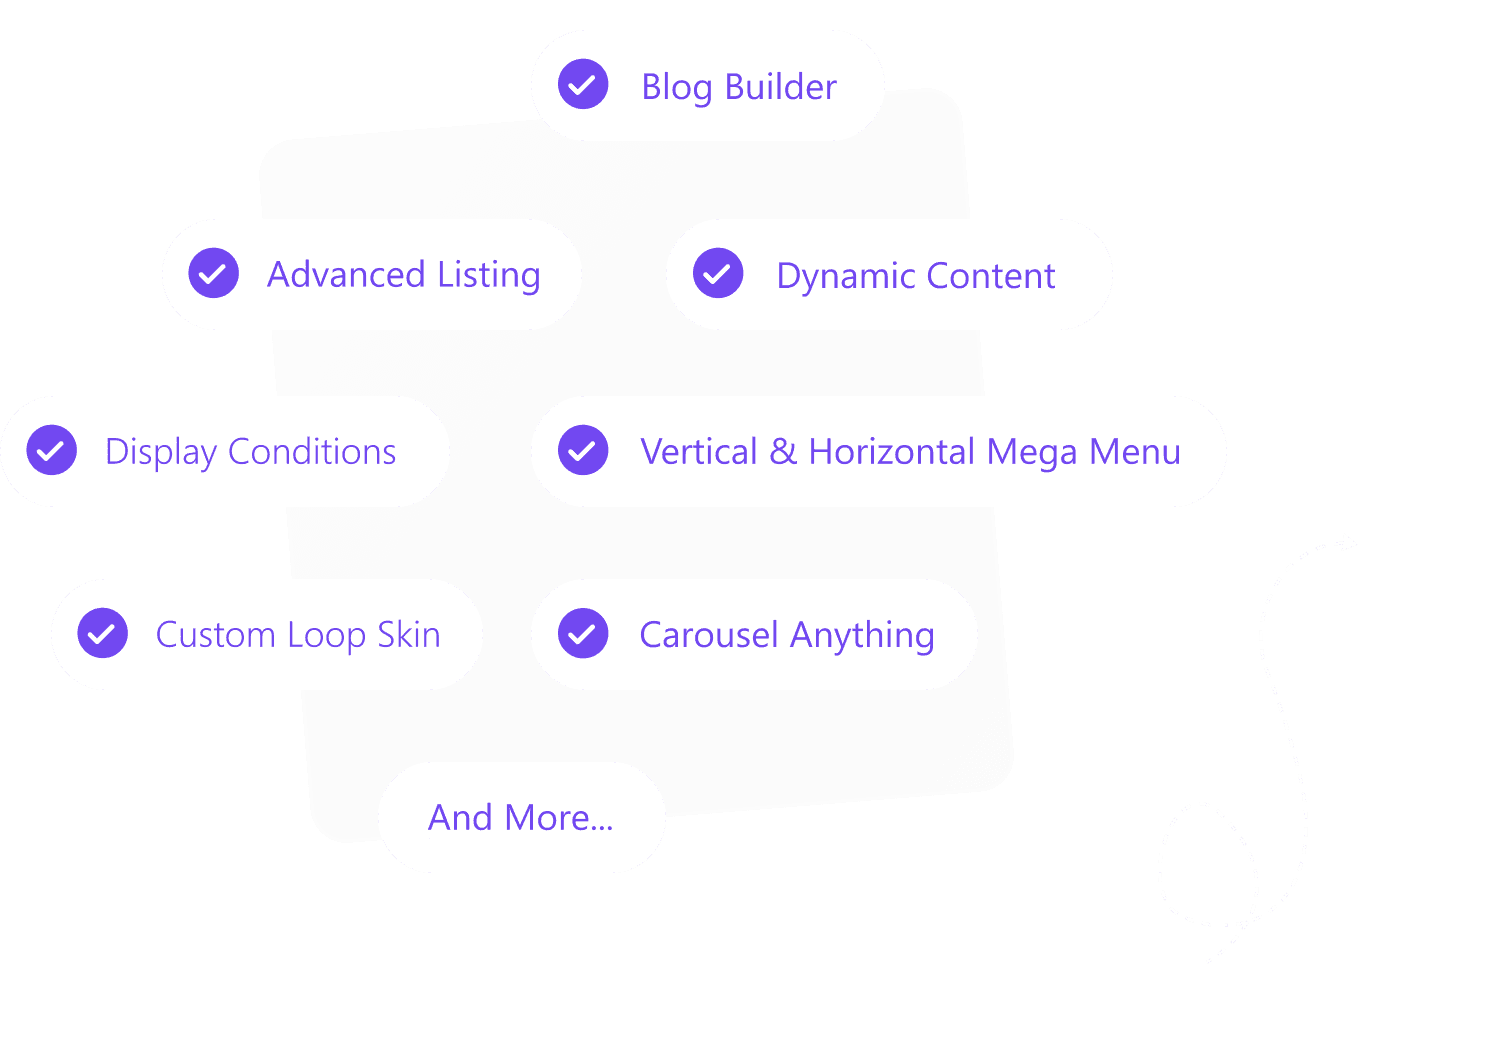 Blog Builder
Advanced Listing
Dynamic Content
Display Conditions
Vertical & Horizontal Mega Menu
Custom Loop Skin
Carousel Anything
And More...